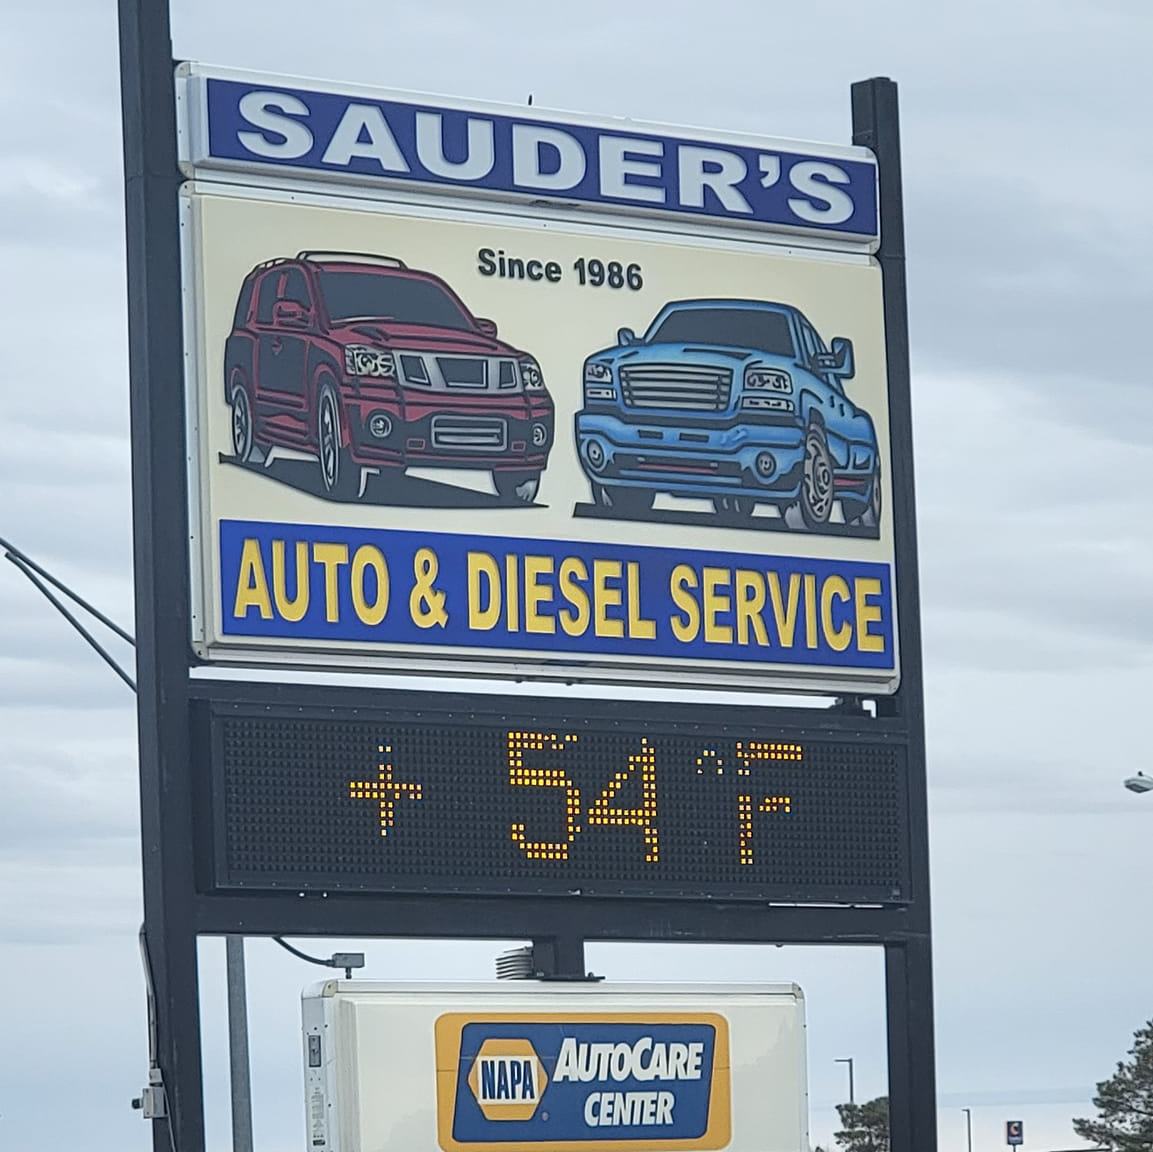 SAUDER'S
Since 1986
AUTO & DIESEL SERVICE
+ 54°F
NAPA AUTOCARE
CENTER